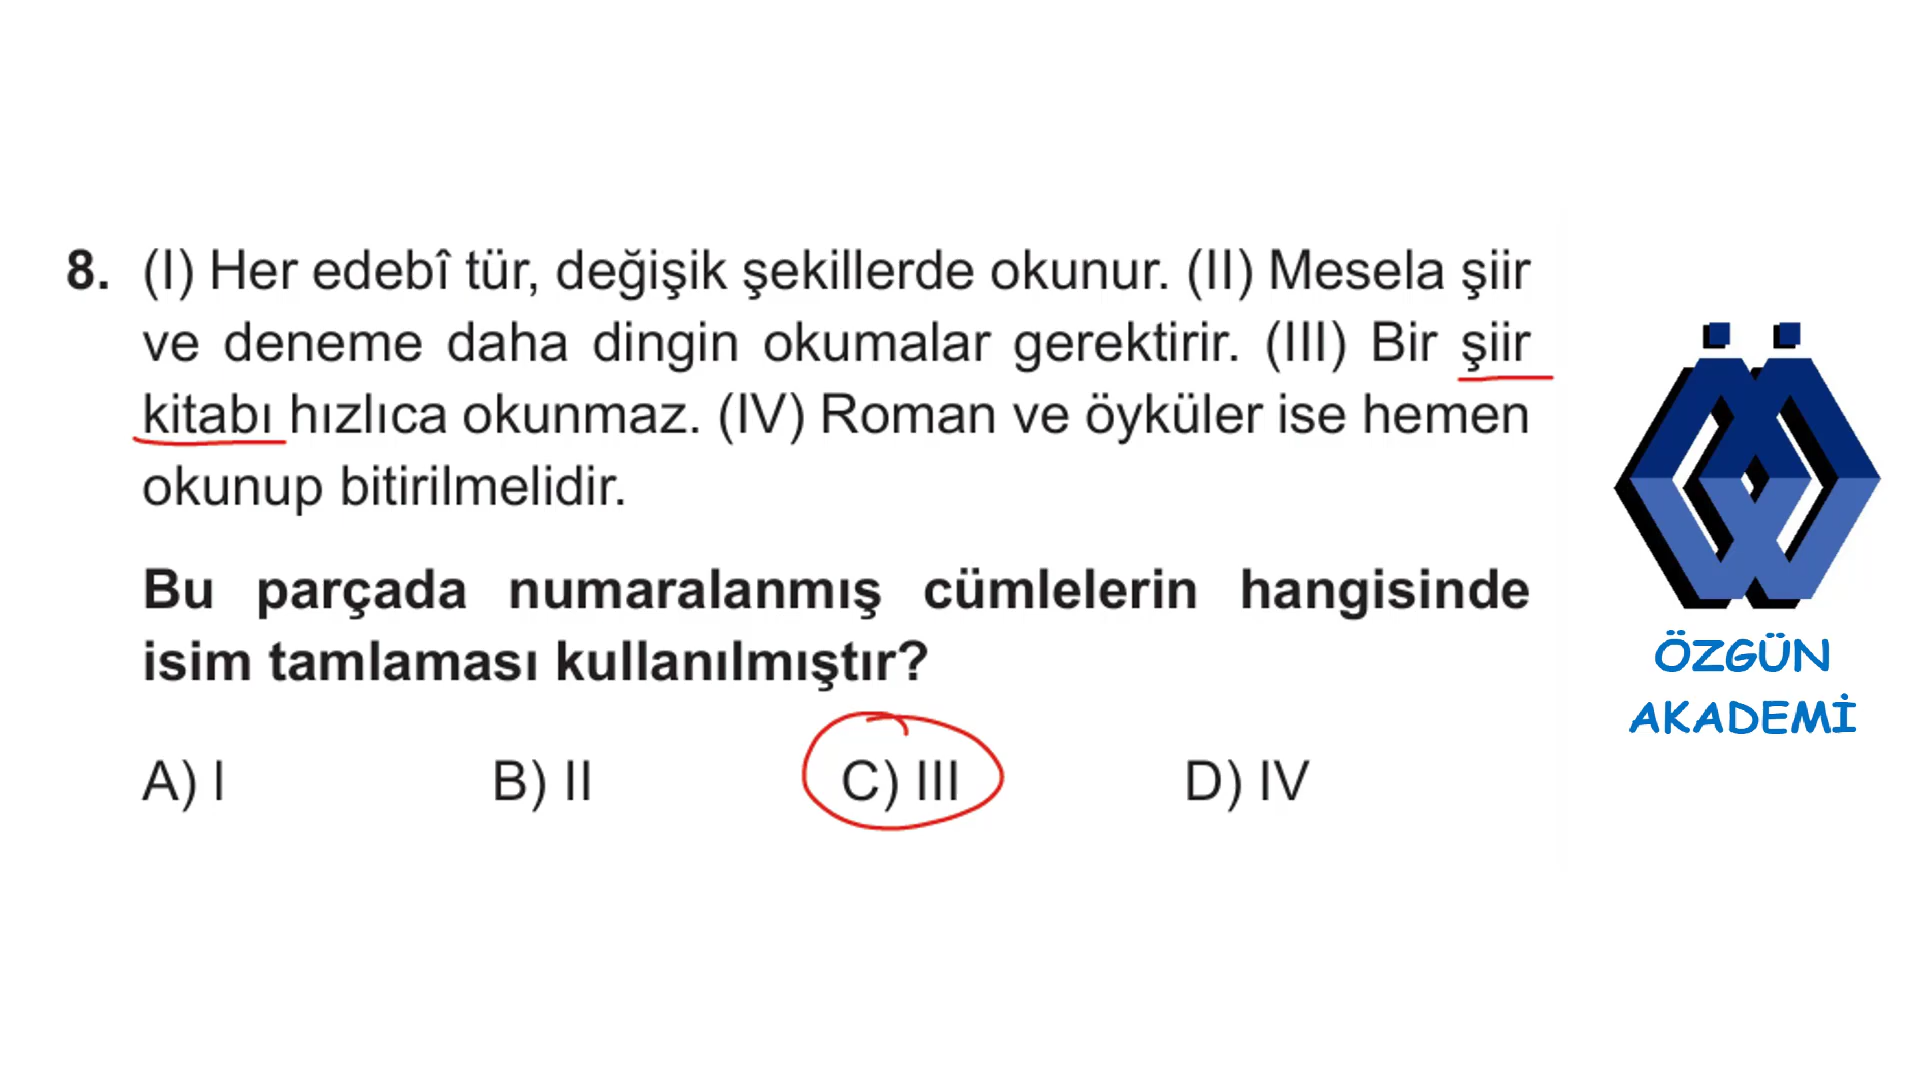 8. (I) Her edebî tür, değişik şekillerde okunur. (II) Mesela şiir
ve deneme daha dingin okumalar gerektirir. (III) Bir şiir
kitabı hızlıca okunmaz. (IV) Roman ve öyküler ise hemen
okunup bitirilmelidir.
Bu parçada numaralanmış cümlelerin hangisinde
isim tamlaması kullanılmıştır?
A) I B) II C) III D) IV
ÖZGÜN
AKADEMİ